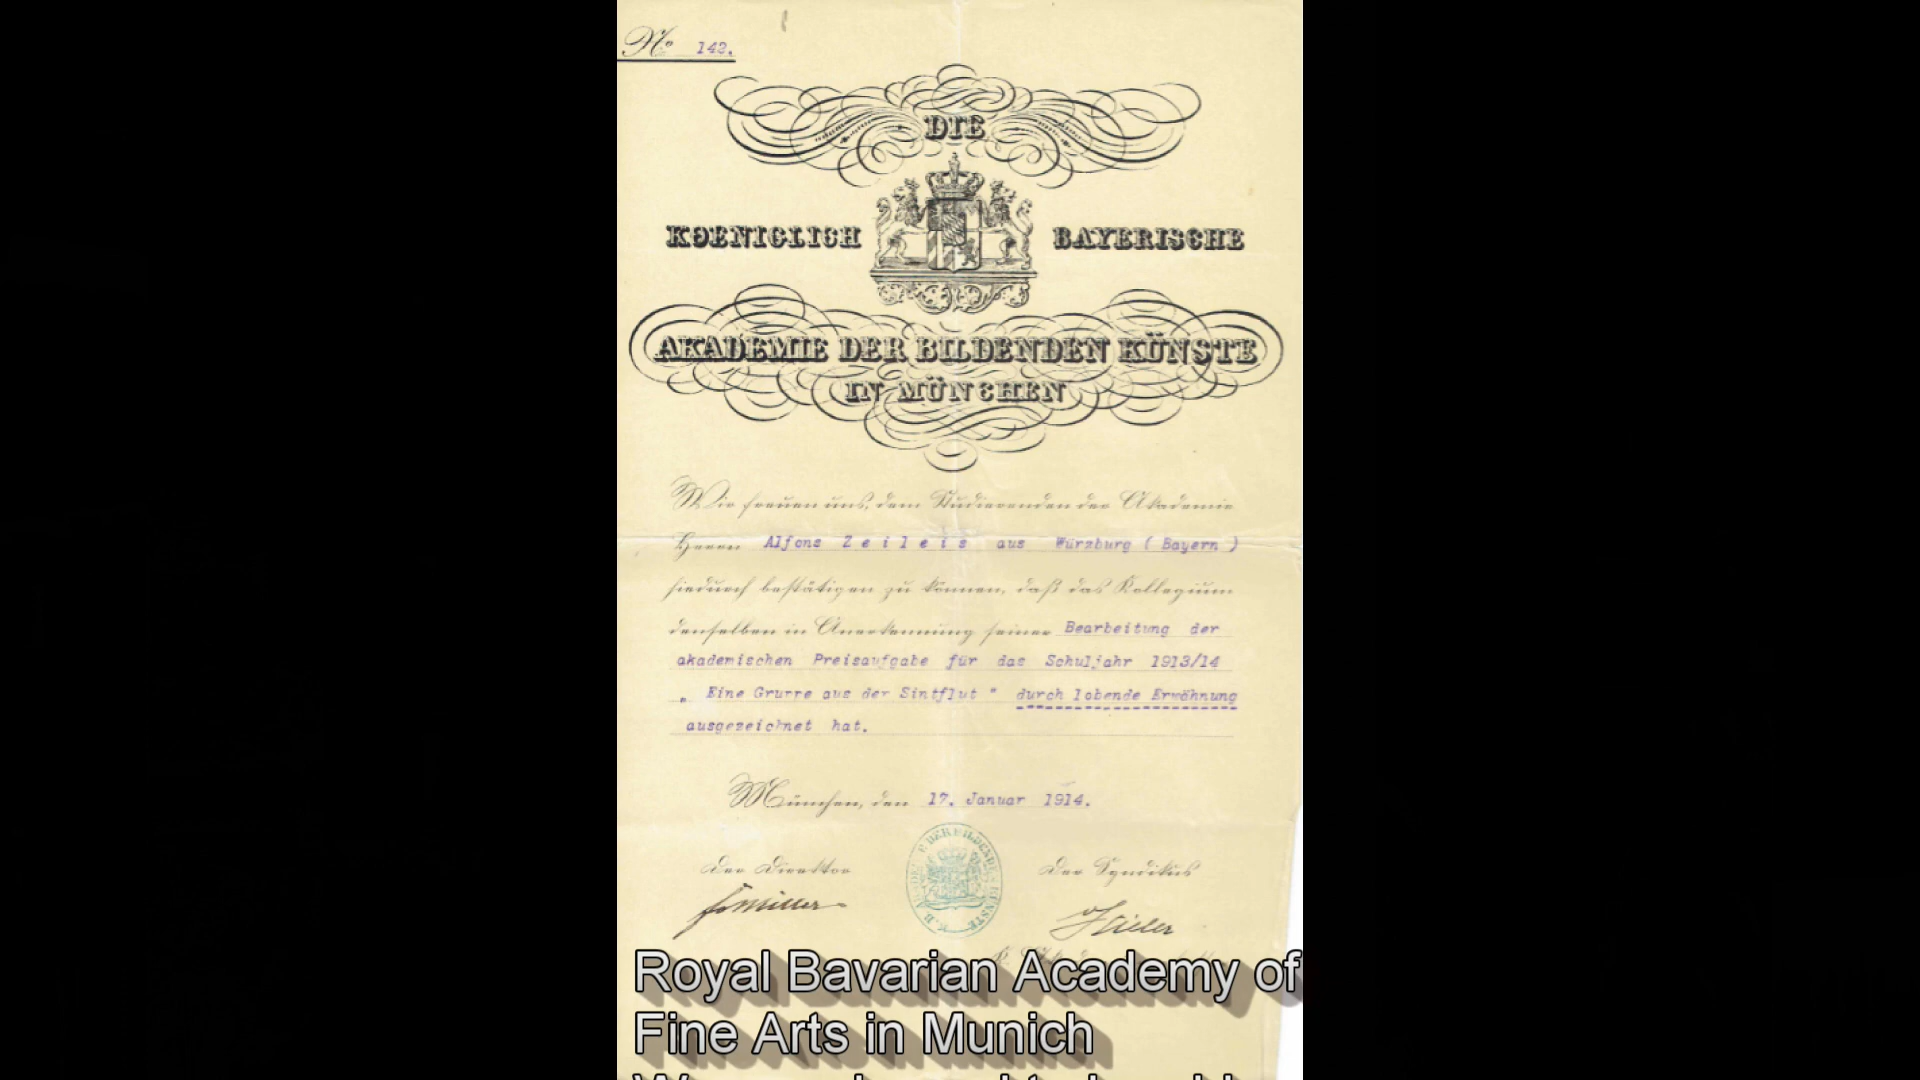 No 142.
DIE
KOENIGLICH BAYERISCHE
AKADEMIE DER BILDENDEN KÜNSTE
IN MÜNCHEN
Wir freuen uns, dem Studierenden der Akademie
Herrn Alfons Zeileis aus Würzburg (Bayern)
hiedurch bestätigen zu können, daß das Kollegium
denselben in Anerkennung seiner Bearbeitung der
akademischen Preisaufgabe für das Schuljahr 1913/14
„Eine Gruppe aus der Sintflut“ durch lobende Erwähnung
ausgezeichnet hat.
München, den 17. Januar 1914.
Der Direktor Der Syndikus
Royal Bavarian Academy of
Fine Arts in Munich